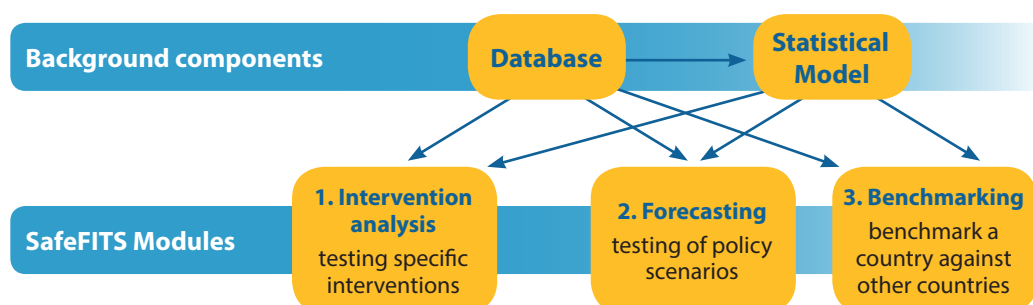 Background components
Database
Statistical
Model
SafeFITS Modules
1. Intervention
analysis
testing specific
interventions
2. Forecasting
testing of policy
scenarios
3. Benchmarking
benchmark a
country against
other countries